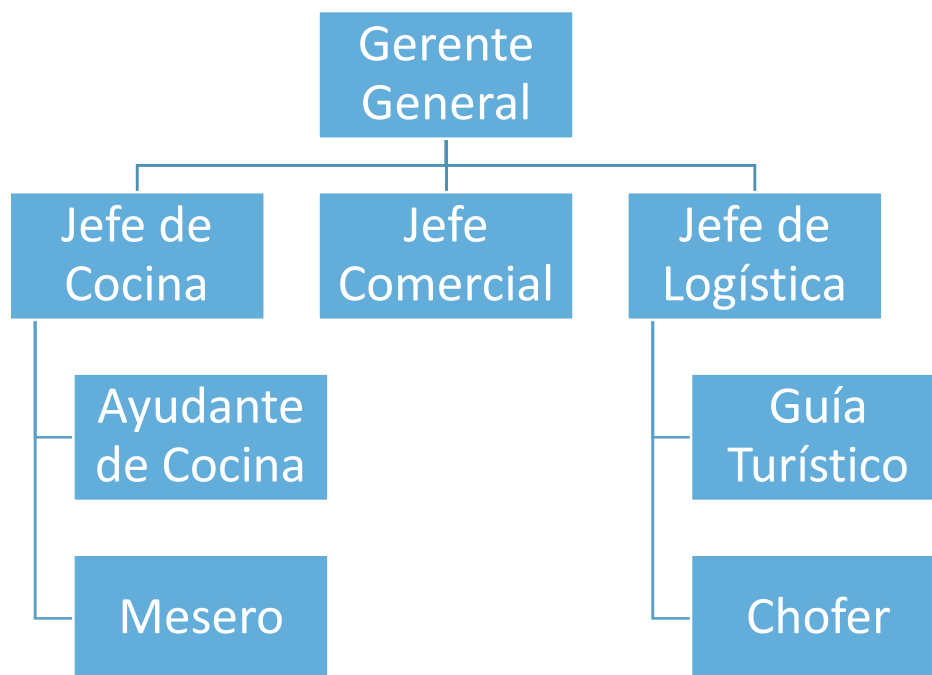 Gerente
General
Jefe de
Cocina
Jefe
Comercial
Jefe de
Logística
Ayudante
de Cocina
Guía
Turístico
Mesero
Chofer